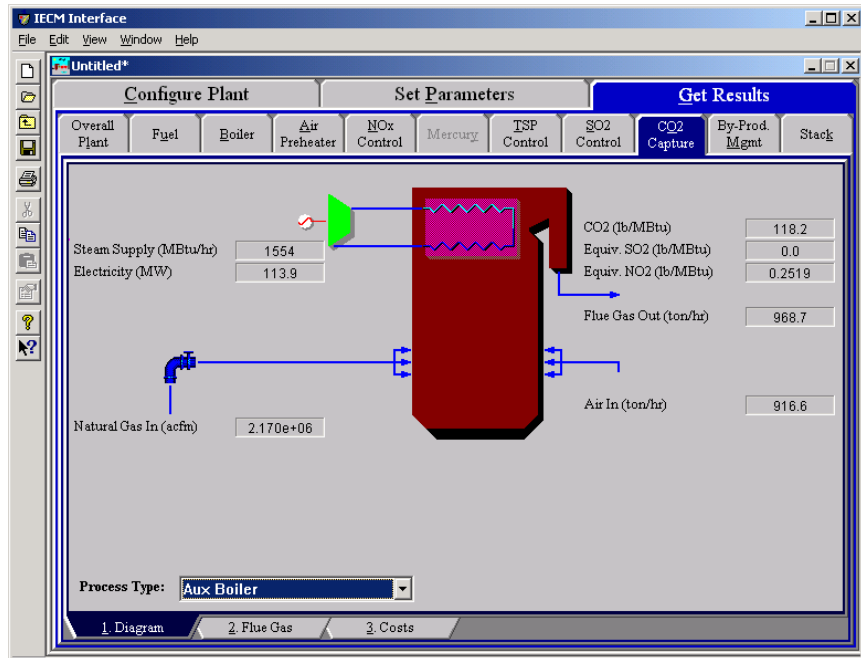 IECM Interface
File Edit View Window Help
Untitled*
Configure Plant Set Parameters Get Results
Overall Plant
Fuel
Boiler
Air Preheater
NOx Control
Mercury
TSP Control
SO2 Control
CO2 Capture
By-Prod. Mgmt
Stack
Steam Supply (MBtu/hr) 1554
Electricity (MW) 113.9
CO2 (lb/MBtu) 118.2
Equiv. SO2 (lb/MBtu) 0.0
Equiv. NO2 (lb/MBtu) 0.2519
Flue Gas Out (ton/hr) 968.7
Air In (ton/hr) 916.6
Natural Gas In (acfm) 2.170e+06
Process Type: Aux Boiler
1. Diagram 2. Flue Gas 3. Costs